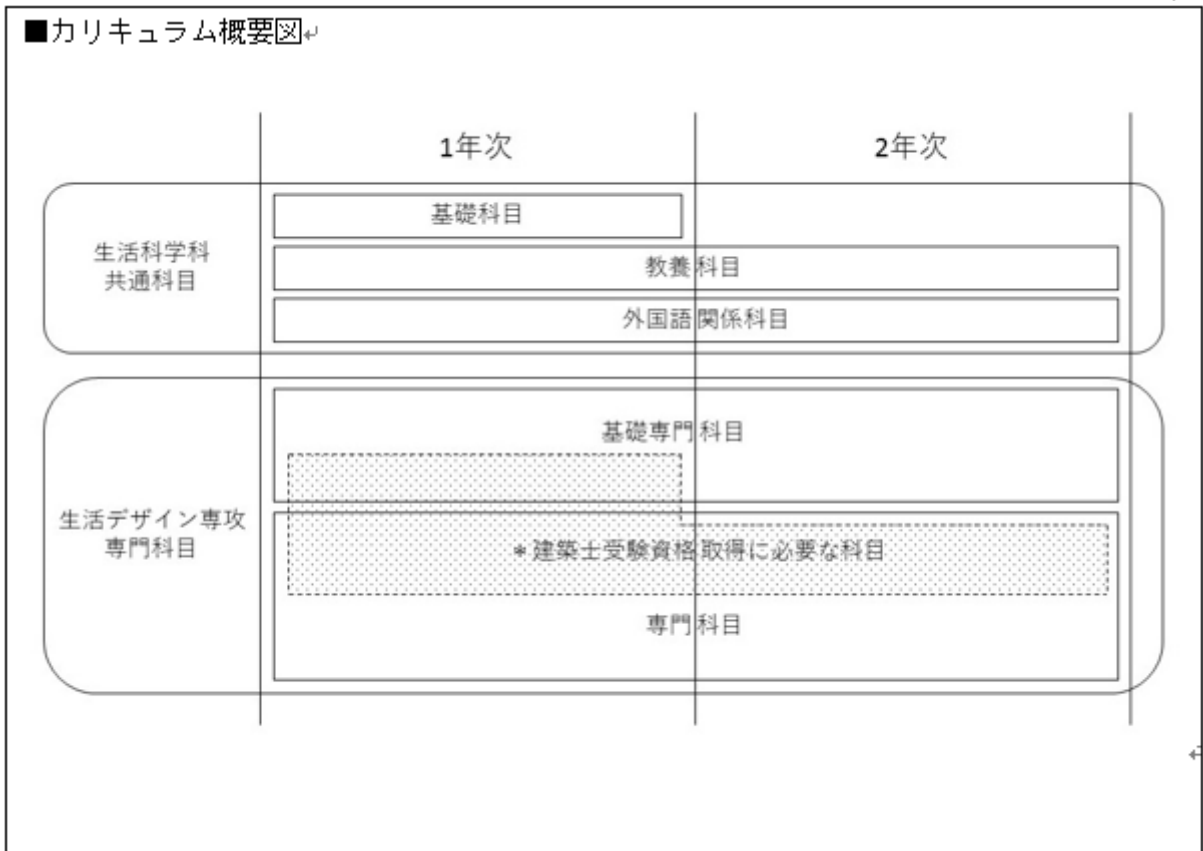 ■カリキュラム概要図
1年次
2年次
生活科学科
共通科目
基礎科目
教養科目
外国語関係科目
生活デザイン専攻
専門科目
基礎専門科目
*建築士受験資格取得に必要な科目
専門科目